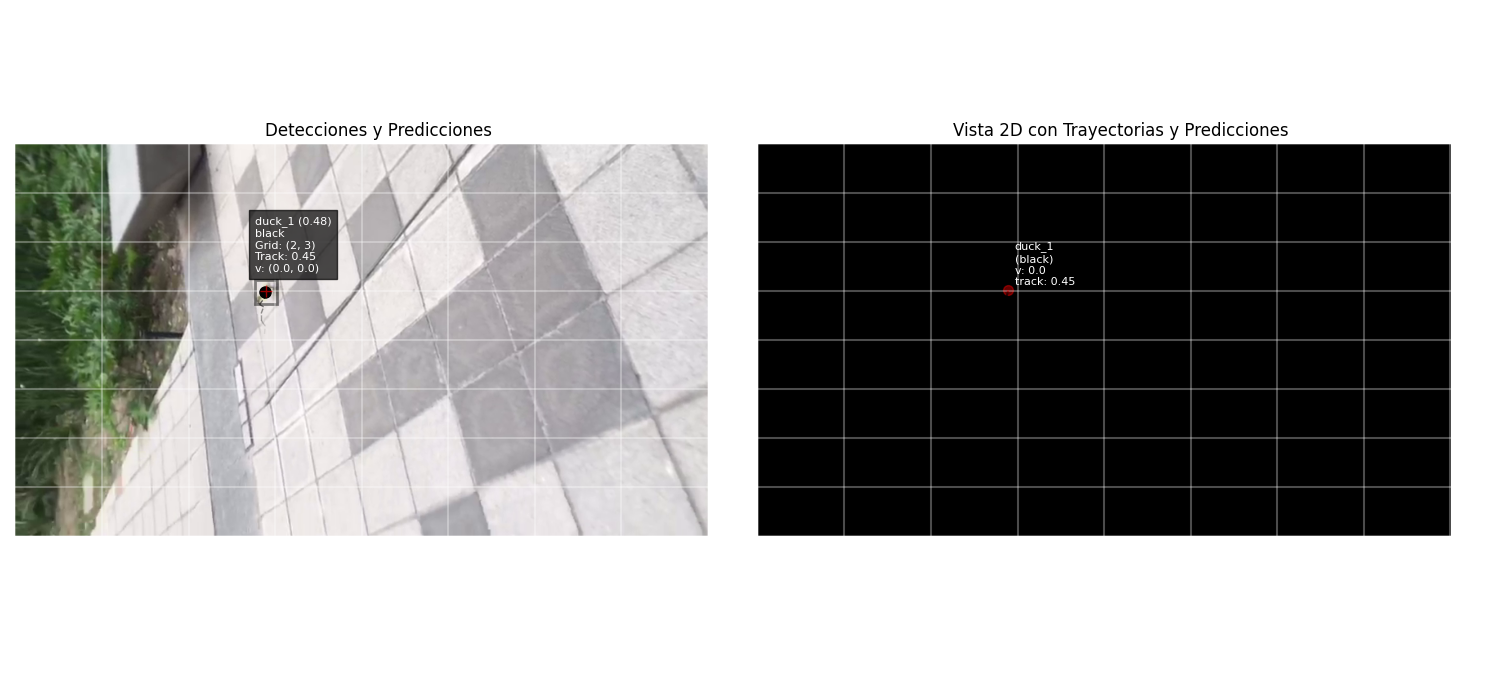 Detecciones y Predicciones
duck_1 (0.48)
black
Grid: (2, 3)
Track: 0.45
v: (0.0, 0.0)
Vista 2D con Trayectorias y Predicciones
duck_1
(black)
v: 0.0
track: 0.45